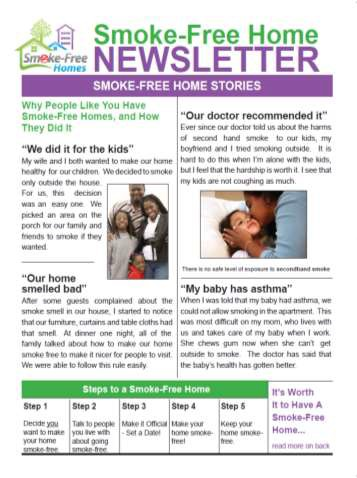 Smoke-Free
Homes
Smoke-Free Home
NEWSLETTER
SMOKE-FREE HOME STORIES
Why People Like You Have
Smoke-Free Homes, and How
They Did It
“We did it for the kids”
My wife and I both wanted to make our home
healthy for our children. We decided to smoke
only outside the house.
For us, this decision
was an easy one. We
picked an area on the
porch for our family and
friends to smoke if they
wanted.
“Our home
smelled bad”
After some guests complained about the
smoke smell in our house, I started to notice
that our furniture, curtains and table cloths had
that smell. At dinner one night, all of the
family talked about how to make our home
smoke free to make it nicer for people to visit.
We were able to follow this rule easily.
“Our doctor recommended it”
Ever since our doctor told us about the harms
of second hand smoke to our kids, my
boyfriend and I tried smoking outside. It is
hard to do this when I'm alone with the kids,
but I feel that the hardship is worth it. I see that
my kids are not coughing as much.
There is no safe level of exposure to secondhand smoke
“My baby has asthma”
When I was told that my baby had asthma, we
could not allow smoking in the apartment. This
was most difficult on my mom, who lives with
us and takes care of my baby when I work.
She chews gum now when she can't get
outside to smoke. The doctor has said that
the baby's health has gotten better.
Steps to a Smoke-Free Home
Step 1
Decide you
want to make
your home
smoke-free.
Step 2
Talk to people
you live with
about going
smoke-free.
Step 3
Make it Official
- Set a Date!
Step 4
Make your
home smoke-
free!
Step 5
Keep your
home smoke-
free.
It's Worth
It to Have A
Smoke-Free
Home...
read more on back